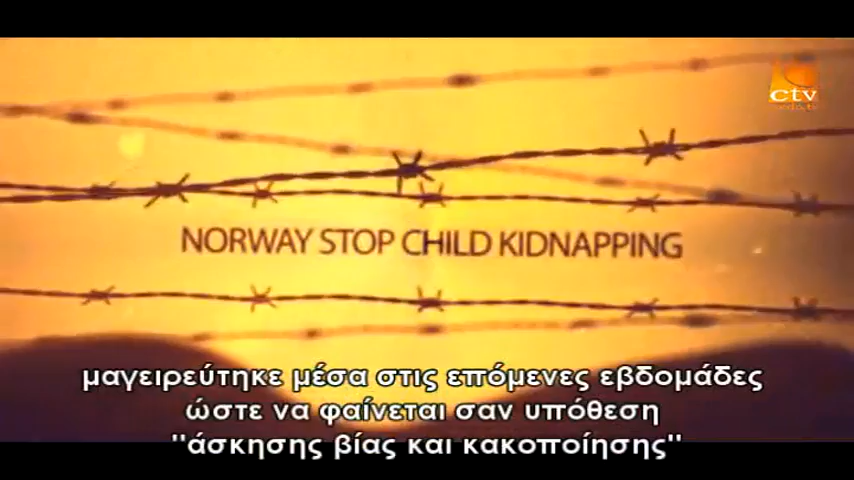 ctv
NORWAY STOP CHILD KIDNAPPING
μαγειρεύτηκε μέσα στις επόμενες εβδομάδες
ώστε να φαίνεται σαν υπόθεση
''άσκησης βίας και κακοποίησης''